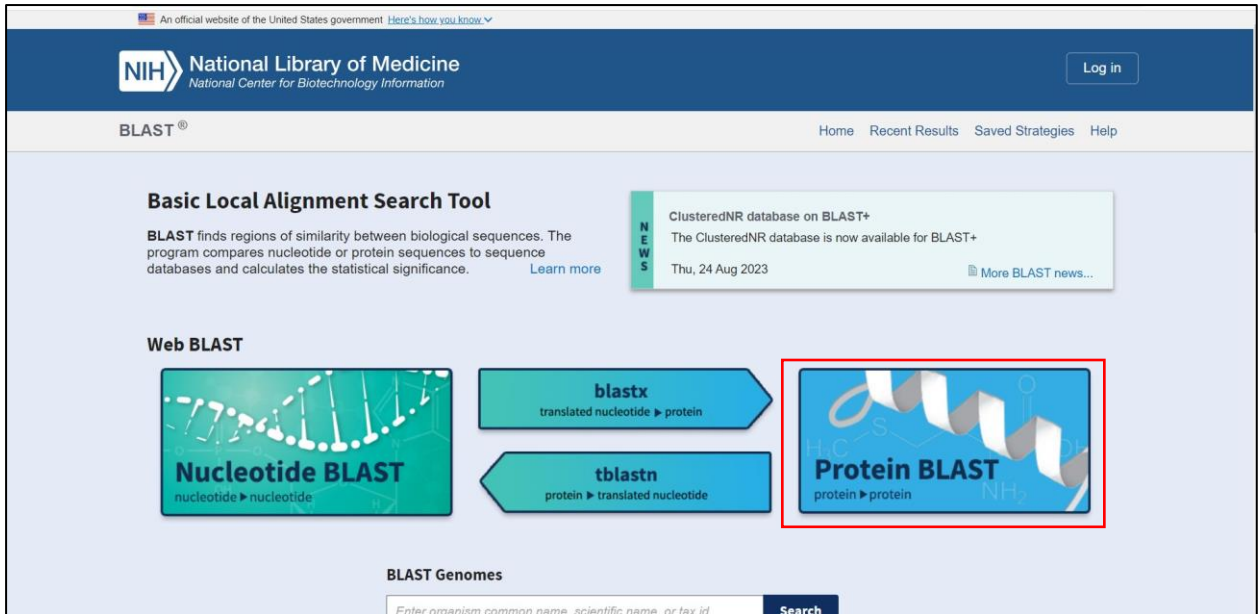 An official website of the United States government Here's how you know
NIH National Library of Medicine
National Center for Biotechnology Information
Log in
BLAST ®
Home Recent Results Saved Strategies Help
Basic Local Alignment Search Tool
BLAST finds regions of similarity between biological sequences. The
program compares nucleotide or protein sequences to sequence
databases and calculates the statistical significance. Learn more
NEWS
ClusteredNR database on BLAST+
The ClusteredNR database is now available for BLAST+
Thu, 24 Aug 2023
More BLAST news...
Web BLAST
Nucleotide BLAST
nucleotide ▶ nucleotide
blastx
translated nucleotide ▶ protein
tblastn
protein ▶ translated nucleotide
H₃C
S
O
OH
NH₂
Protein BLAST
protein ▶ protein
BLAST Genomes
Enter organism common name, scientific name, or tax id
Search